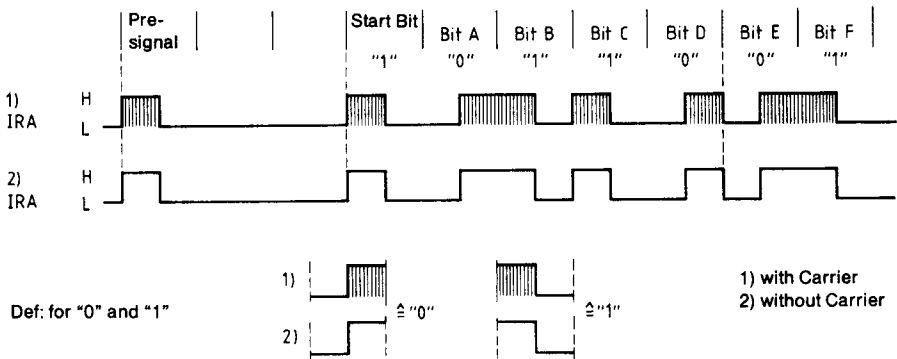 Pre-
signal
Start Bit Bit A Bit B Bit C Bit D Bit E Bit F
"1" "0" "1" "1" "0" "0" "1"
1) H
IRA L
2) H
IRA L
1)
Def: for "0" and "1"
≙ "0" ≙ "1"
2)
1) with Carrier
2) without Carrier